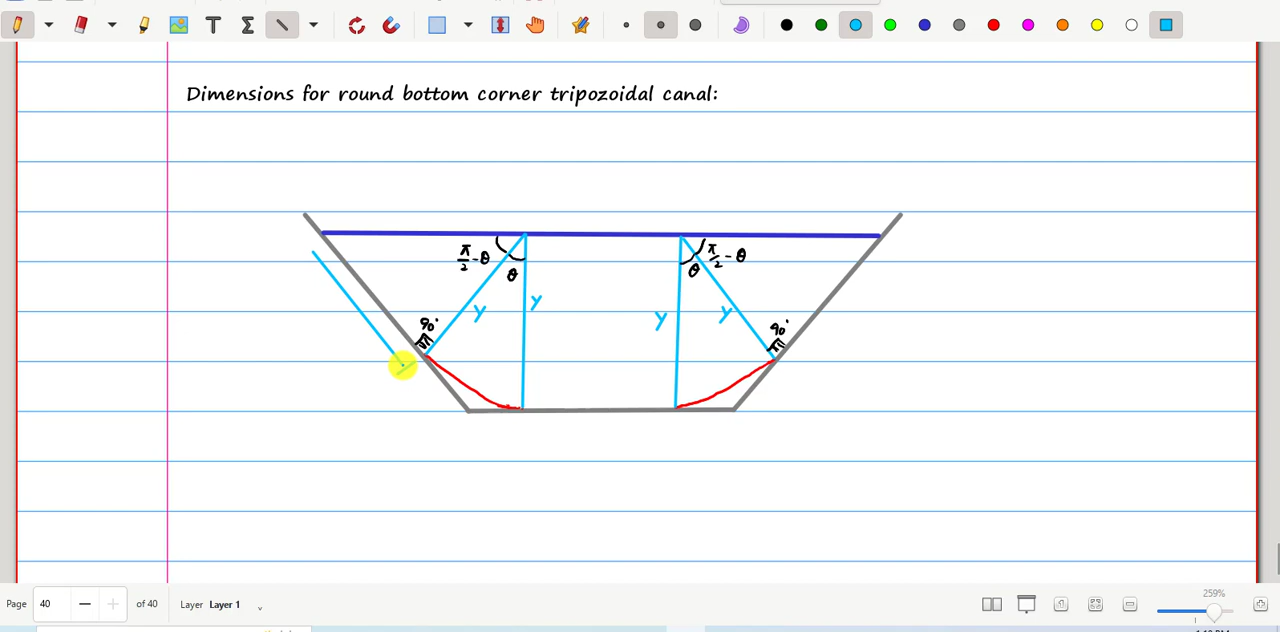 Dimensions for round bottom corner tripozoidal canal:
π/2 - θ
θ
θ
π/2 - θ
y
y
y
y
90°
90°
Page 40 of 40 Layer Layer 1
259%